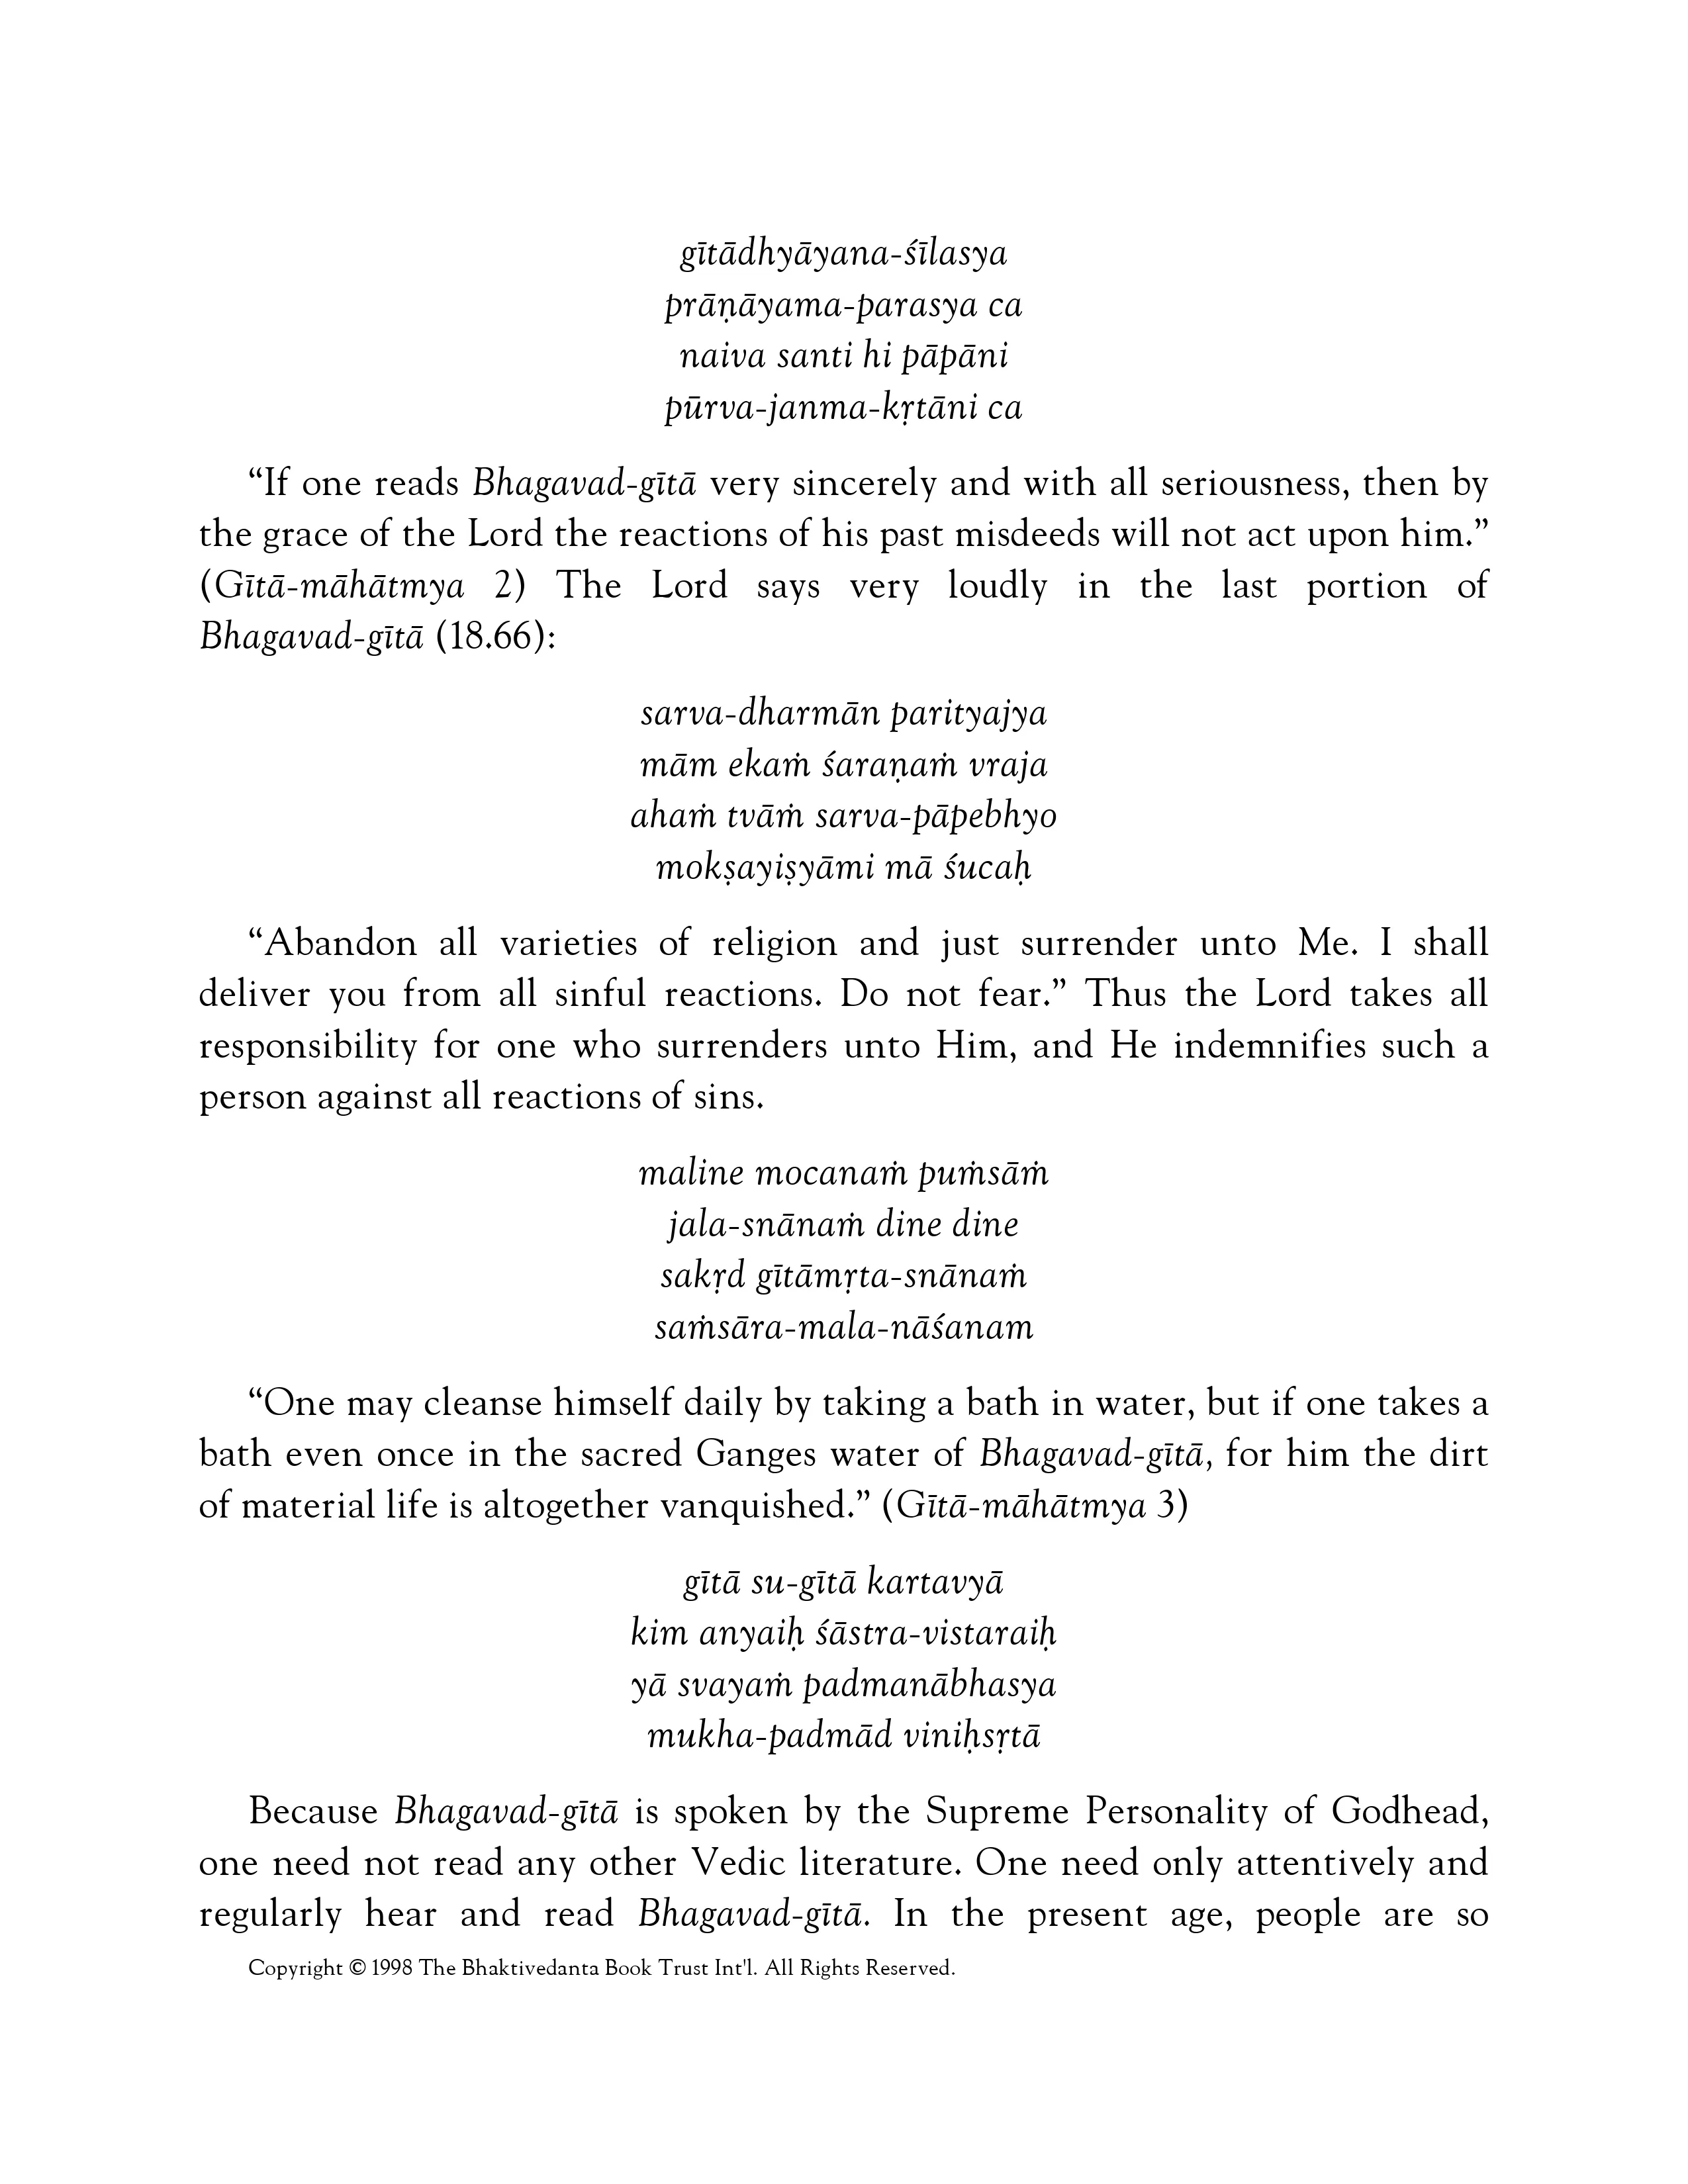 gītādhyāyana-śīlasya
prāṇāyama-parasya ca
naiva santi hi pāpāni
pūrva-janma-kṛtāni ca
“If one reads Bhagavad-gītā very sincerely and with all seriousness, then by
the grace of the Lord the reactions of his past misdeeds will not act upon him.”
(Gītā-māhātmya 2) The Lord says very loudly in the last portion of
Bhagavad-gītā (18.66):
sarva-dharmān parityajya
mām ekaṁ śaraṇaṁ vraja
ahaṁ tvāṁ sarva-pāpebhyo
mokṣayiṣyāmi mā śucaḥ
“Abandon all varieties of religion and just surrender unto Me. I shall
deliver you from all sinful reactions. Do not fear.” Thus the Lord takes all
responsibility for one who surrenders unto Him, and He indemnifies such a
person against all reactions of sins.
maline mocanaṁ puṁsāṁ
jala-snānaṁ dine dine
sakṛd gītāmṛta-snānaṁ
saṁsāra-mala-nāśanam
“One may cleanse himself daily by taking a bath in water, but if one takes a
bath even once in the sacred Ganges water of Bhagavad-gītā, for him the dirt
of material life is altogether vanquished.” (Gītā-māhātmya 3)
gītā su-gītā kartavyā
kim anyaiḥ śāstra-vistaraiḥ
yā svayaṁ padmanābhasya
mukha-padmād viniḥsṛtā
Because Bhagavad-gītā is spoken by the Supreme Personality of Godhead,
one need not read any other Vedic literature. One need only attentively and
regularly hear and read Bhagavad-gītā. In the present age, people are so
Copyright © 1998 The Bhaktivedanta Book Trust Int'l. All Rights Reserved.